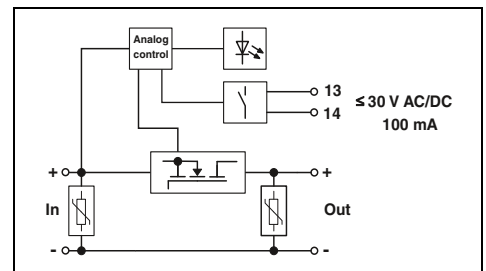 Analog
control
13
14
≤ 30 V AC/DC
100 mA
+ +
In Out
- -